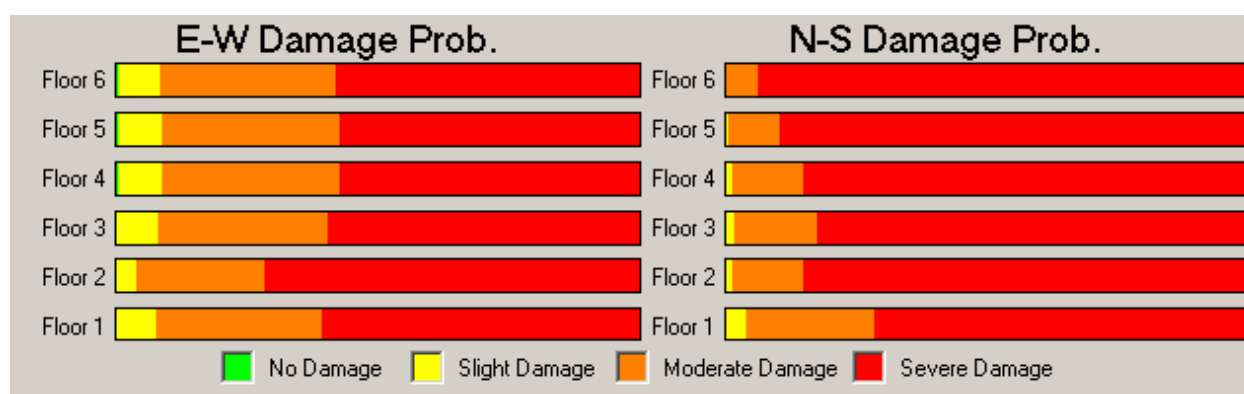 E-W Damage Prob. N-S Damage Prob.
Floor 6 Floor 6
Floor 5 Floor 5
Floor 4 Floor 4
Floor 3 Floor 3
Floor 2 Floor 2
Floor 1 Floor 1
No Damage Slight Damage Moderate Damage Severe Damage